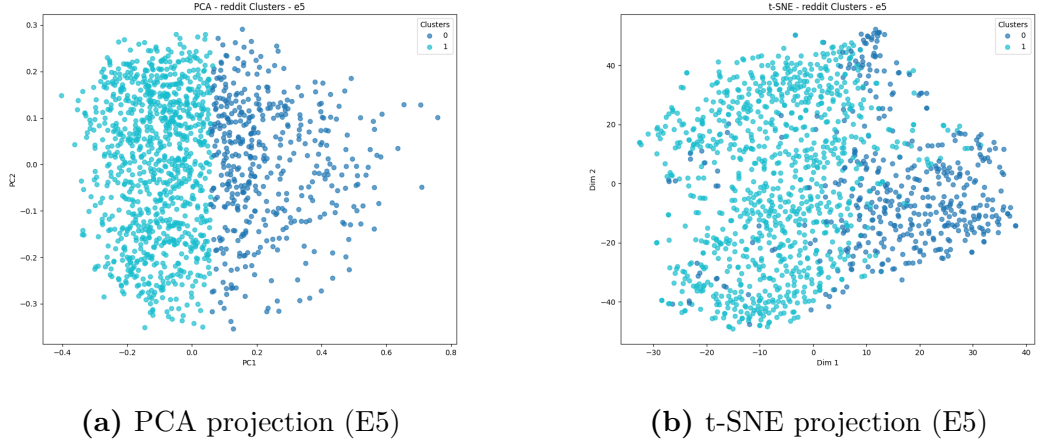 PCA - reddit Clusters - e5
Clusters
0
1
PC2
0.3
0.2
0.1
0.0
−0.1
−0.2
−0.3
−0.4 −0.2 0.0 0.2 0.4 0.6 0.8
PC1
(a) PCA projection (E5)
t-SNE - reddit Clusters - e5
Clusters
0
1
Dim 2
40
20
0
−20
−40
−30 −20 −10 0 10 20 30 40
Dim 1
(b) t-SNE projection (E5)